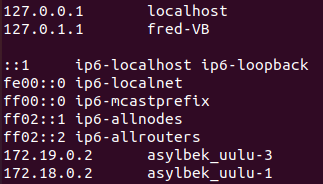 127.0.0.1 localhost
127.0.1.1 fred-VB
::1 ip6-localhost ip6-loopback
fe00::0 ip6-localnet
ff00::0 ip6-mcastprefix
ff02::1 ip6-allnodes
ff02::2 ip6-allrouters
172.19.0.2 asylbek_uulu-3
172.18.0.2 asylbek_uulu-1